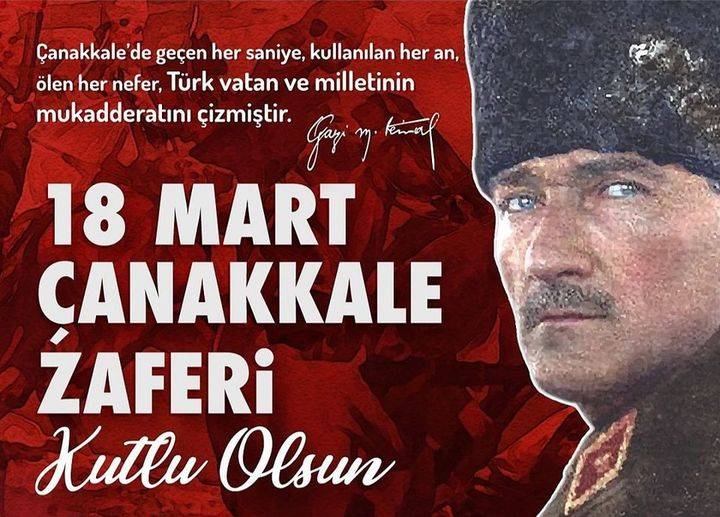 Çanakkale’de geçen her saniye, kullanılan her an,
ölen her nefer, Türk vatan ve milletinin
mukadderatını çizmiştir.
Gazi M. Kemal
18 MART
ÇANAKKALE
ZAFERİ
Kutlu Olsun